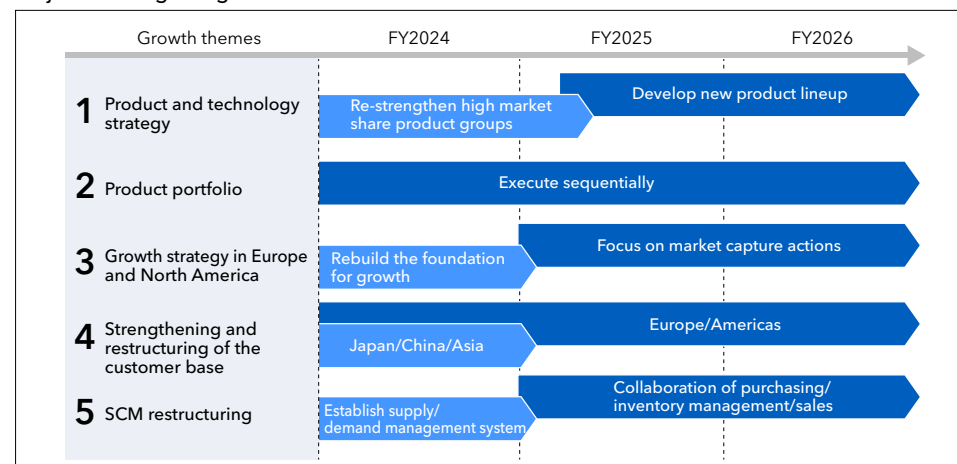 Growth themes
FY2024
FY2025
FY2026
1
Product and technology
strategy
Re-strengthen high market
share product groups
Develop new product lineup
2
Product portfolio
Execute sequentially
3
Growth strategy in Europe
and North America
Rebuild the foundation
for growth
Focus on market capture actions
4
Strengthening and
restructuring of the
customer base
Japan/China/Asia
Europe/Americas
5
SCM restructuring
Establish supply/
demand management system
Collaboration of purchasing/
inventory management/sales